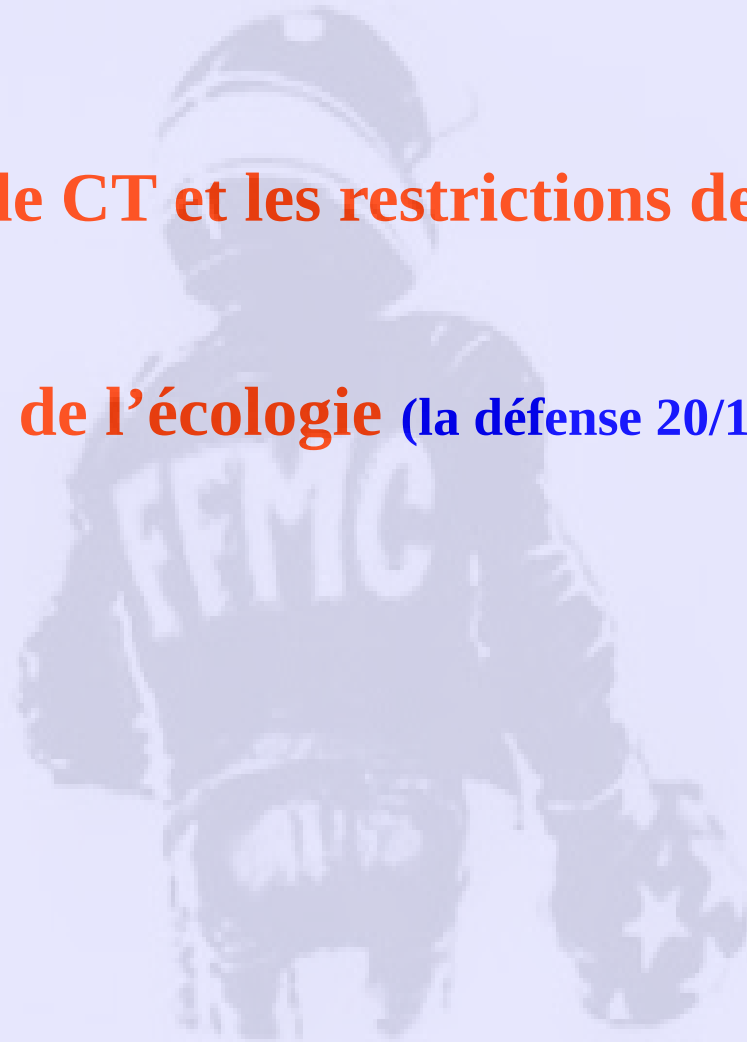 le CT et les restrictions de
de l’écologie (la défense 20/1
FFMC